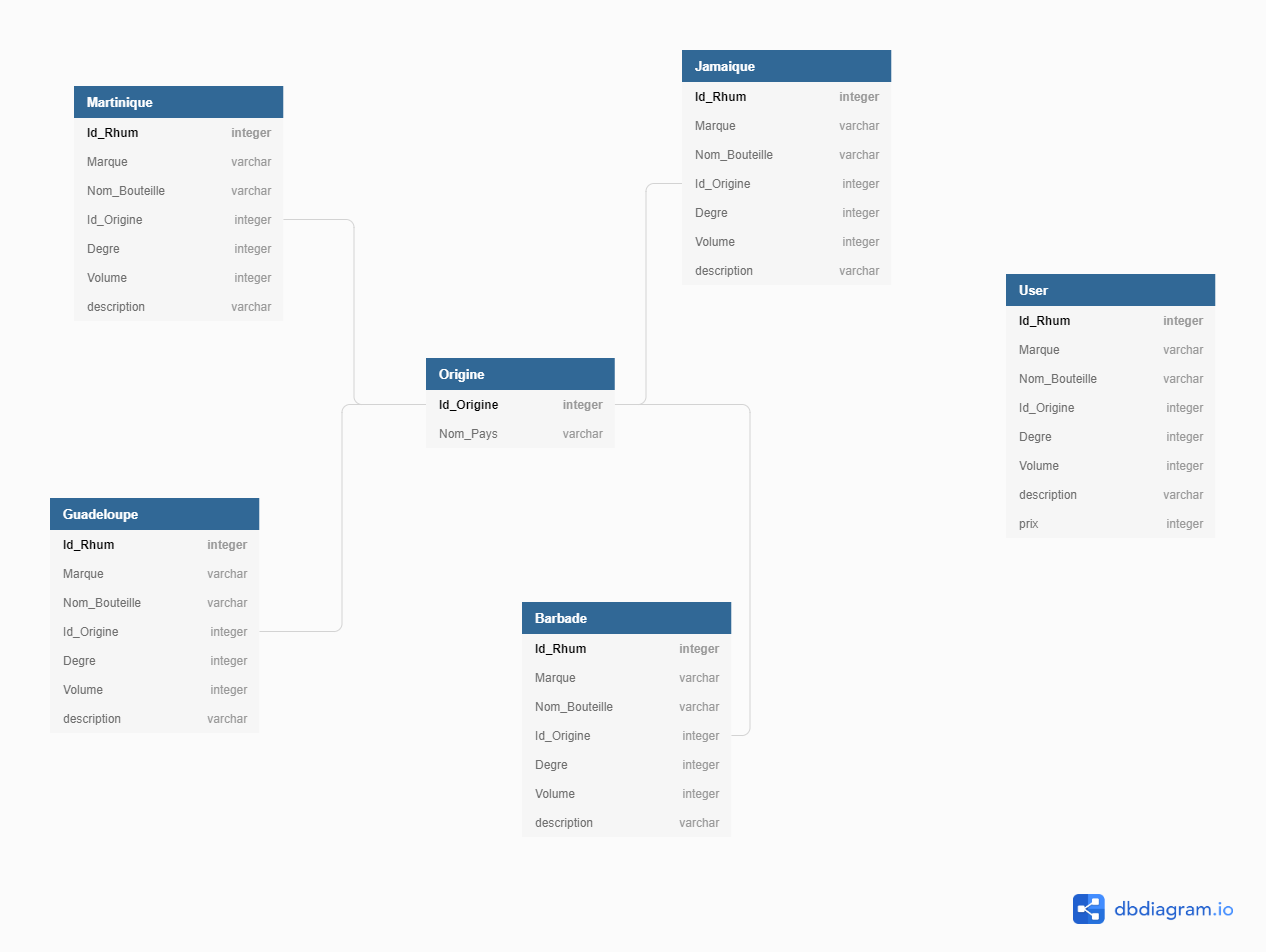 Martinique
Id_Rhum integer
Marque varchar
Nom_Bouteille varchar
Id_Origine integer
Degre integer
Volume integer
description varchar
Jamaique
Id_Rhum integer
Marque varchar
Nom_Bouteille varchar
Id_Origine integer
Degre integer
Volume integer
description varchar
User
Id_Rhum integer
Marque varchar
Nom_Bouteille varchar
Id_Origine integer
Degre integer
Volume integer
description varchar
prix integer
Origine
Id_Origine integer
Nom_Pays varchar
Guadeloupe
Id_Rhum integer
Marque varchar
Nom_Bouteille varchar
Id_Origine integer
Degre integer
Volume integer
description varchar
Barbade
Id_Rhum integer
Marque varchar
Nom_Bouteille varchar
Id_Origine integer
Degre integer
Volume integer
description varchar
dbdiagram.io